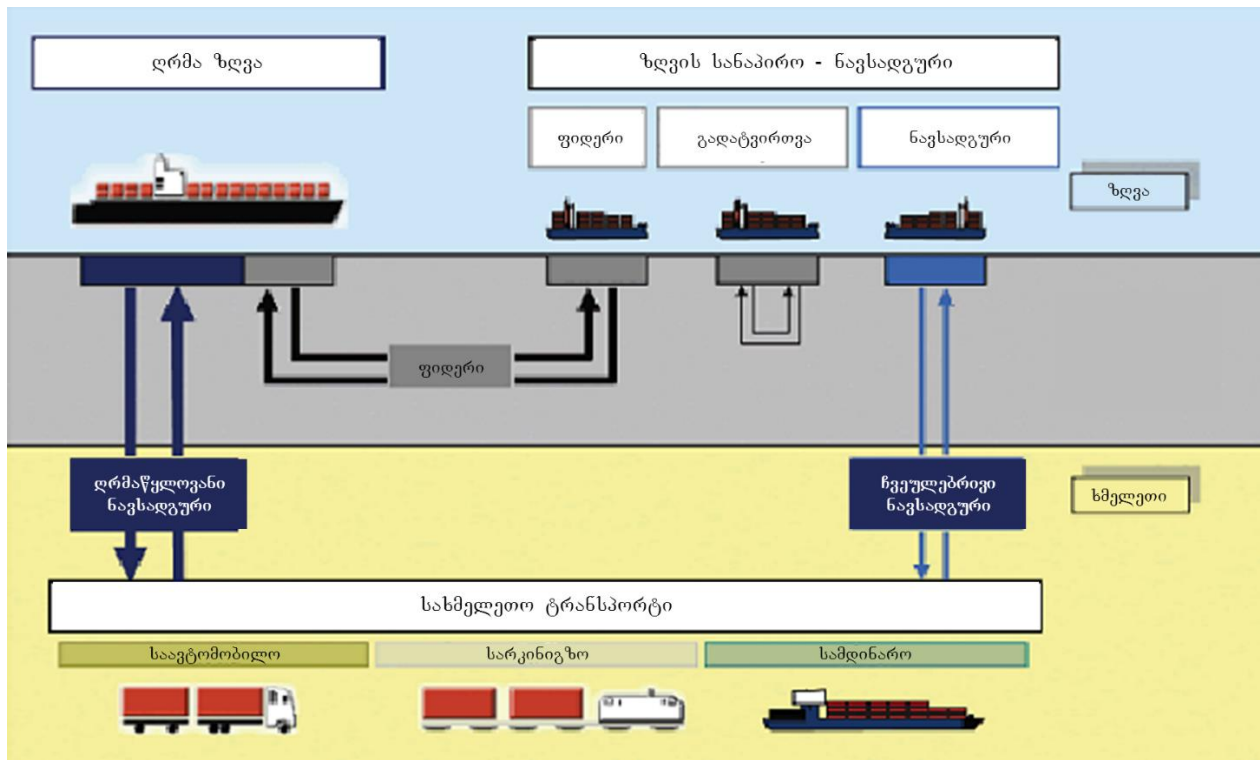 ღრმა ზღვა
ზღვის სანაპირო - ნავსადგური
ფიდერი
გადატვირთვა
ნავსადგური
ზღვა
ფიდერი
ღრმაწყლოვანი
ნავსადგური
ჩვეულებრივი
ნავსადგური
ხმელეთი
სახმელეთო ტრანსპორტი
საავტომობილო
სარკინიგზო
სამდინარო